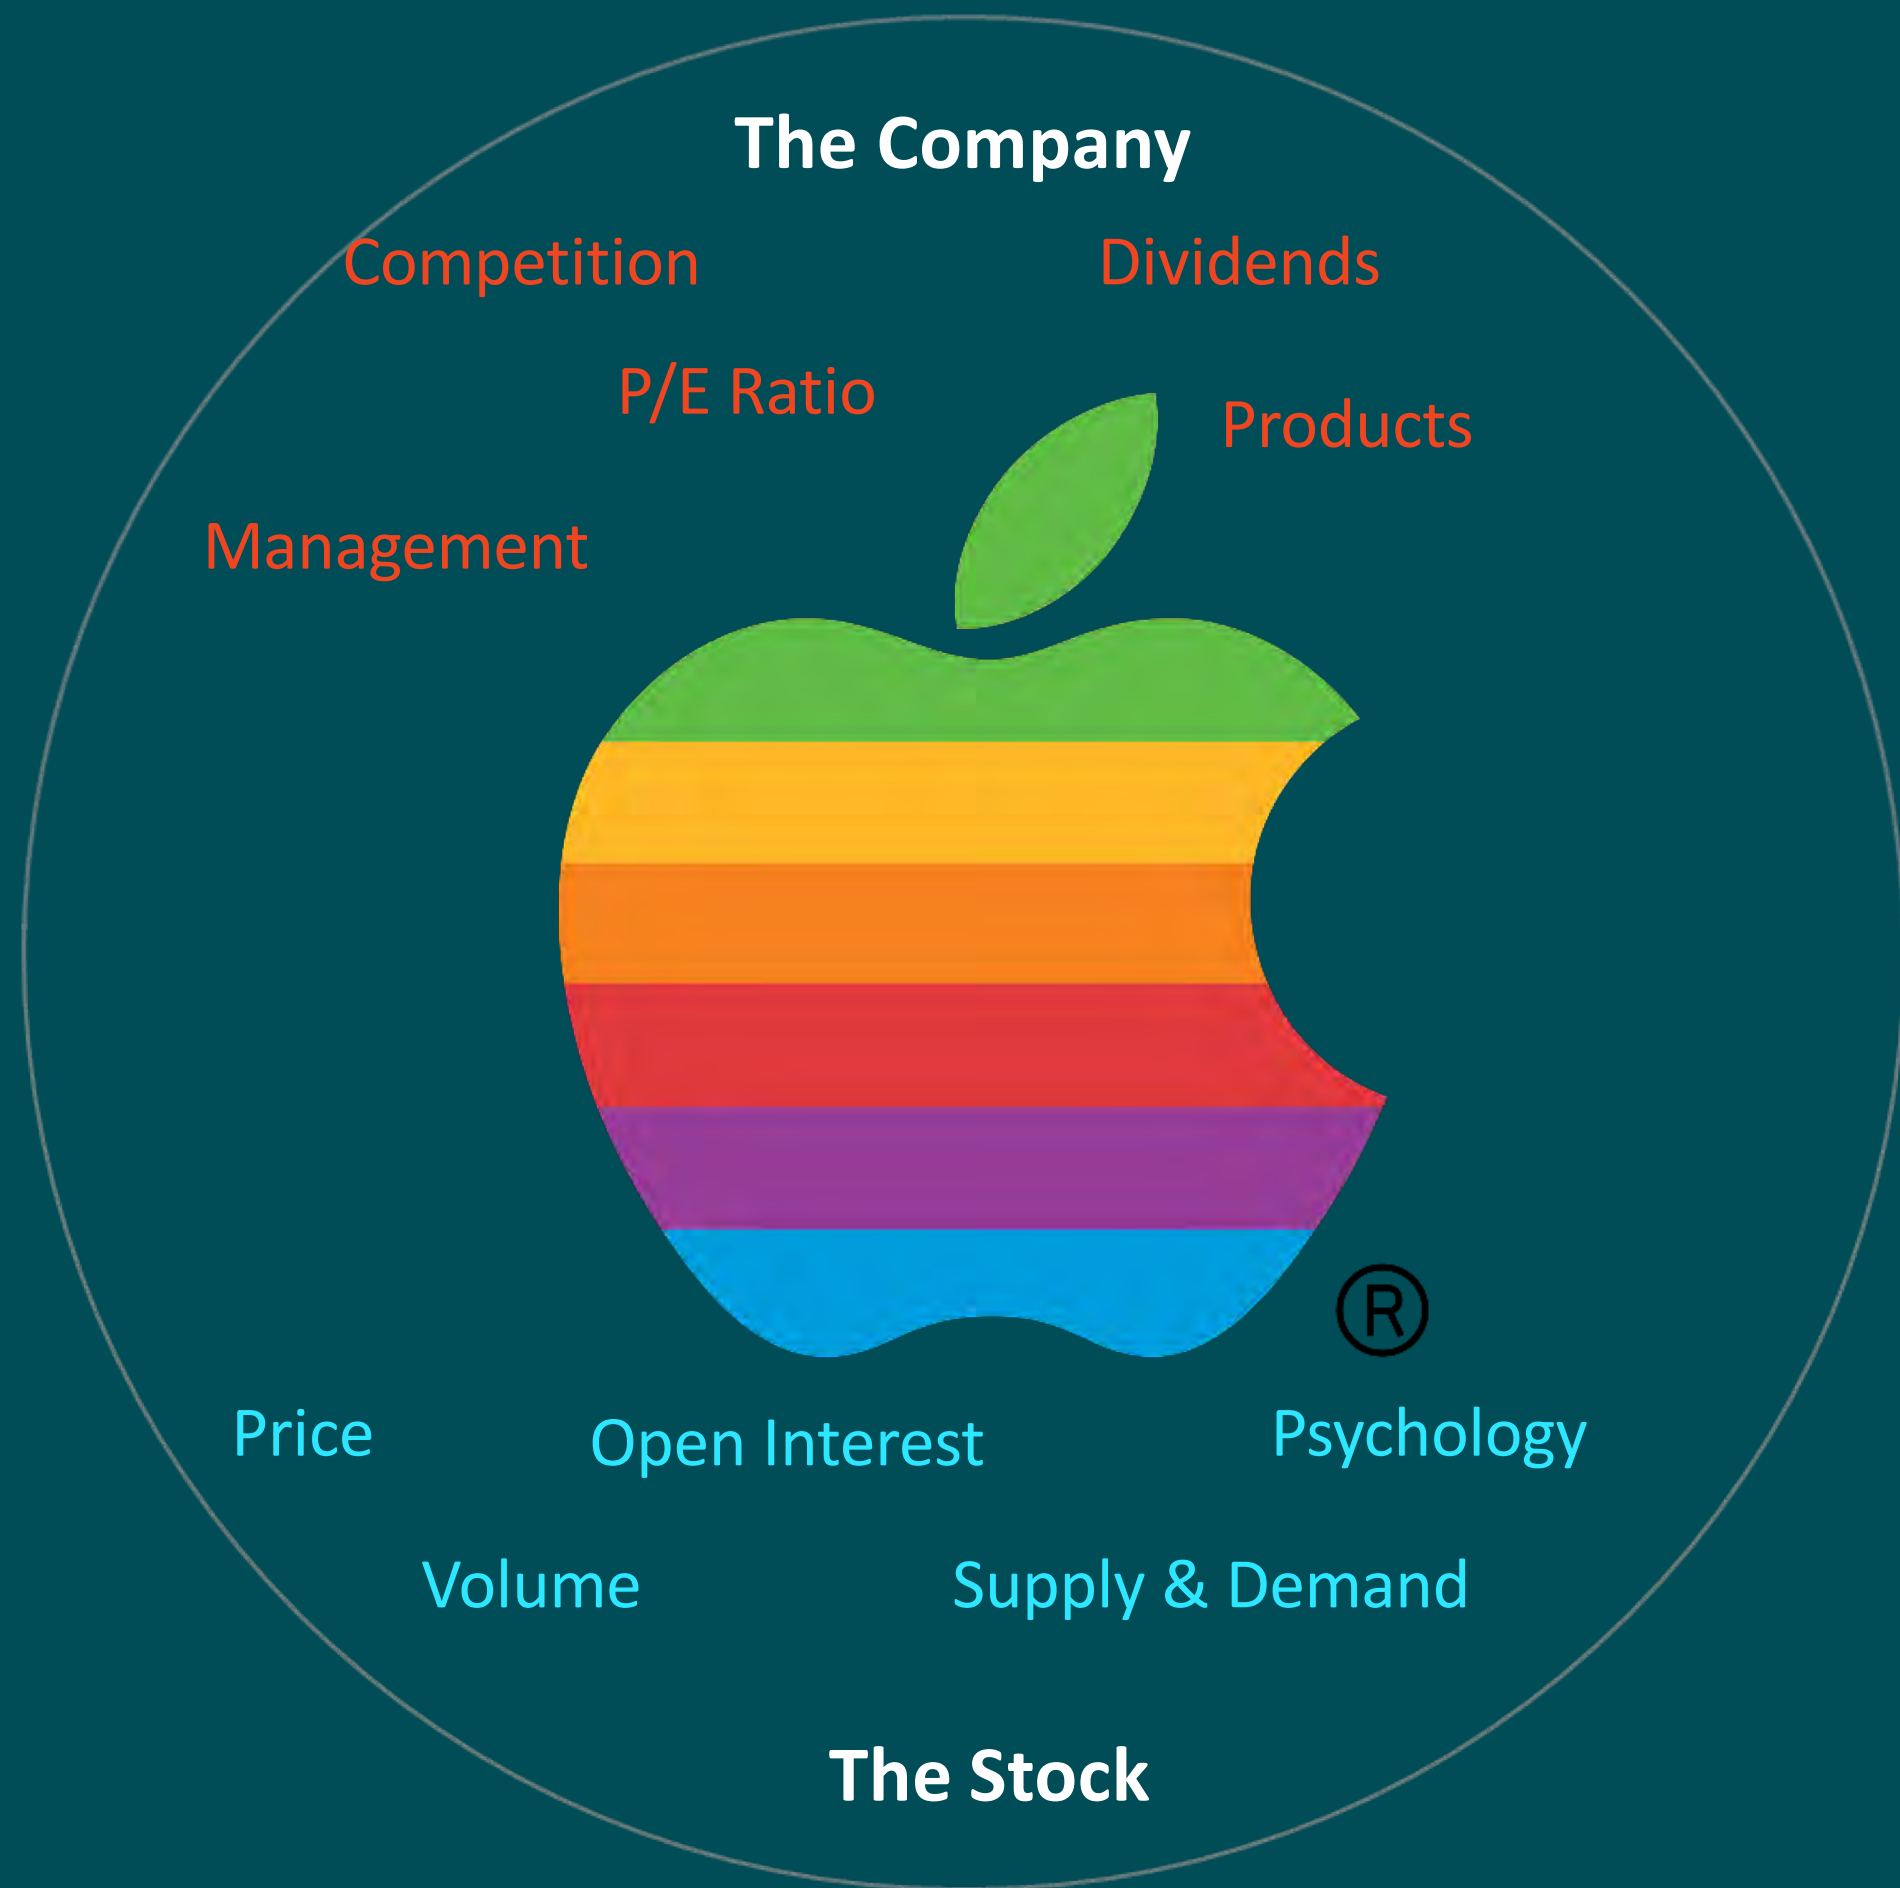 The Company
Competition
Dividends
P/E Ratio
Products
Management
®
Price
Open Interest
Psychology
Volume
Supply & Demand
The Stock